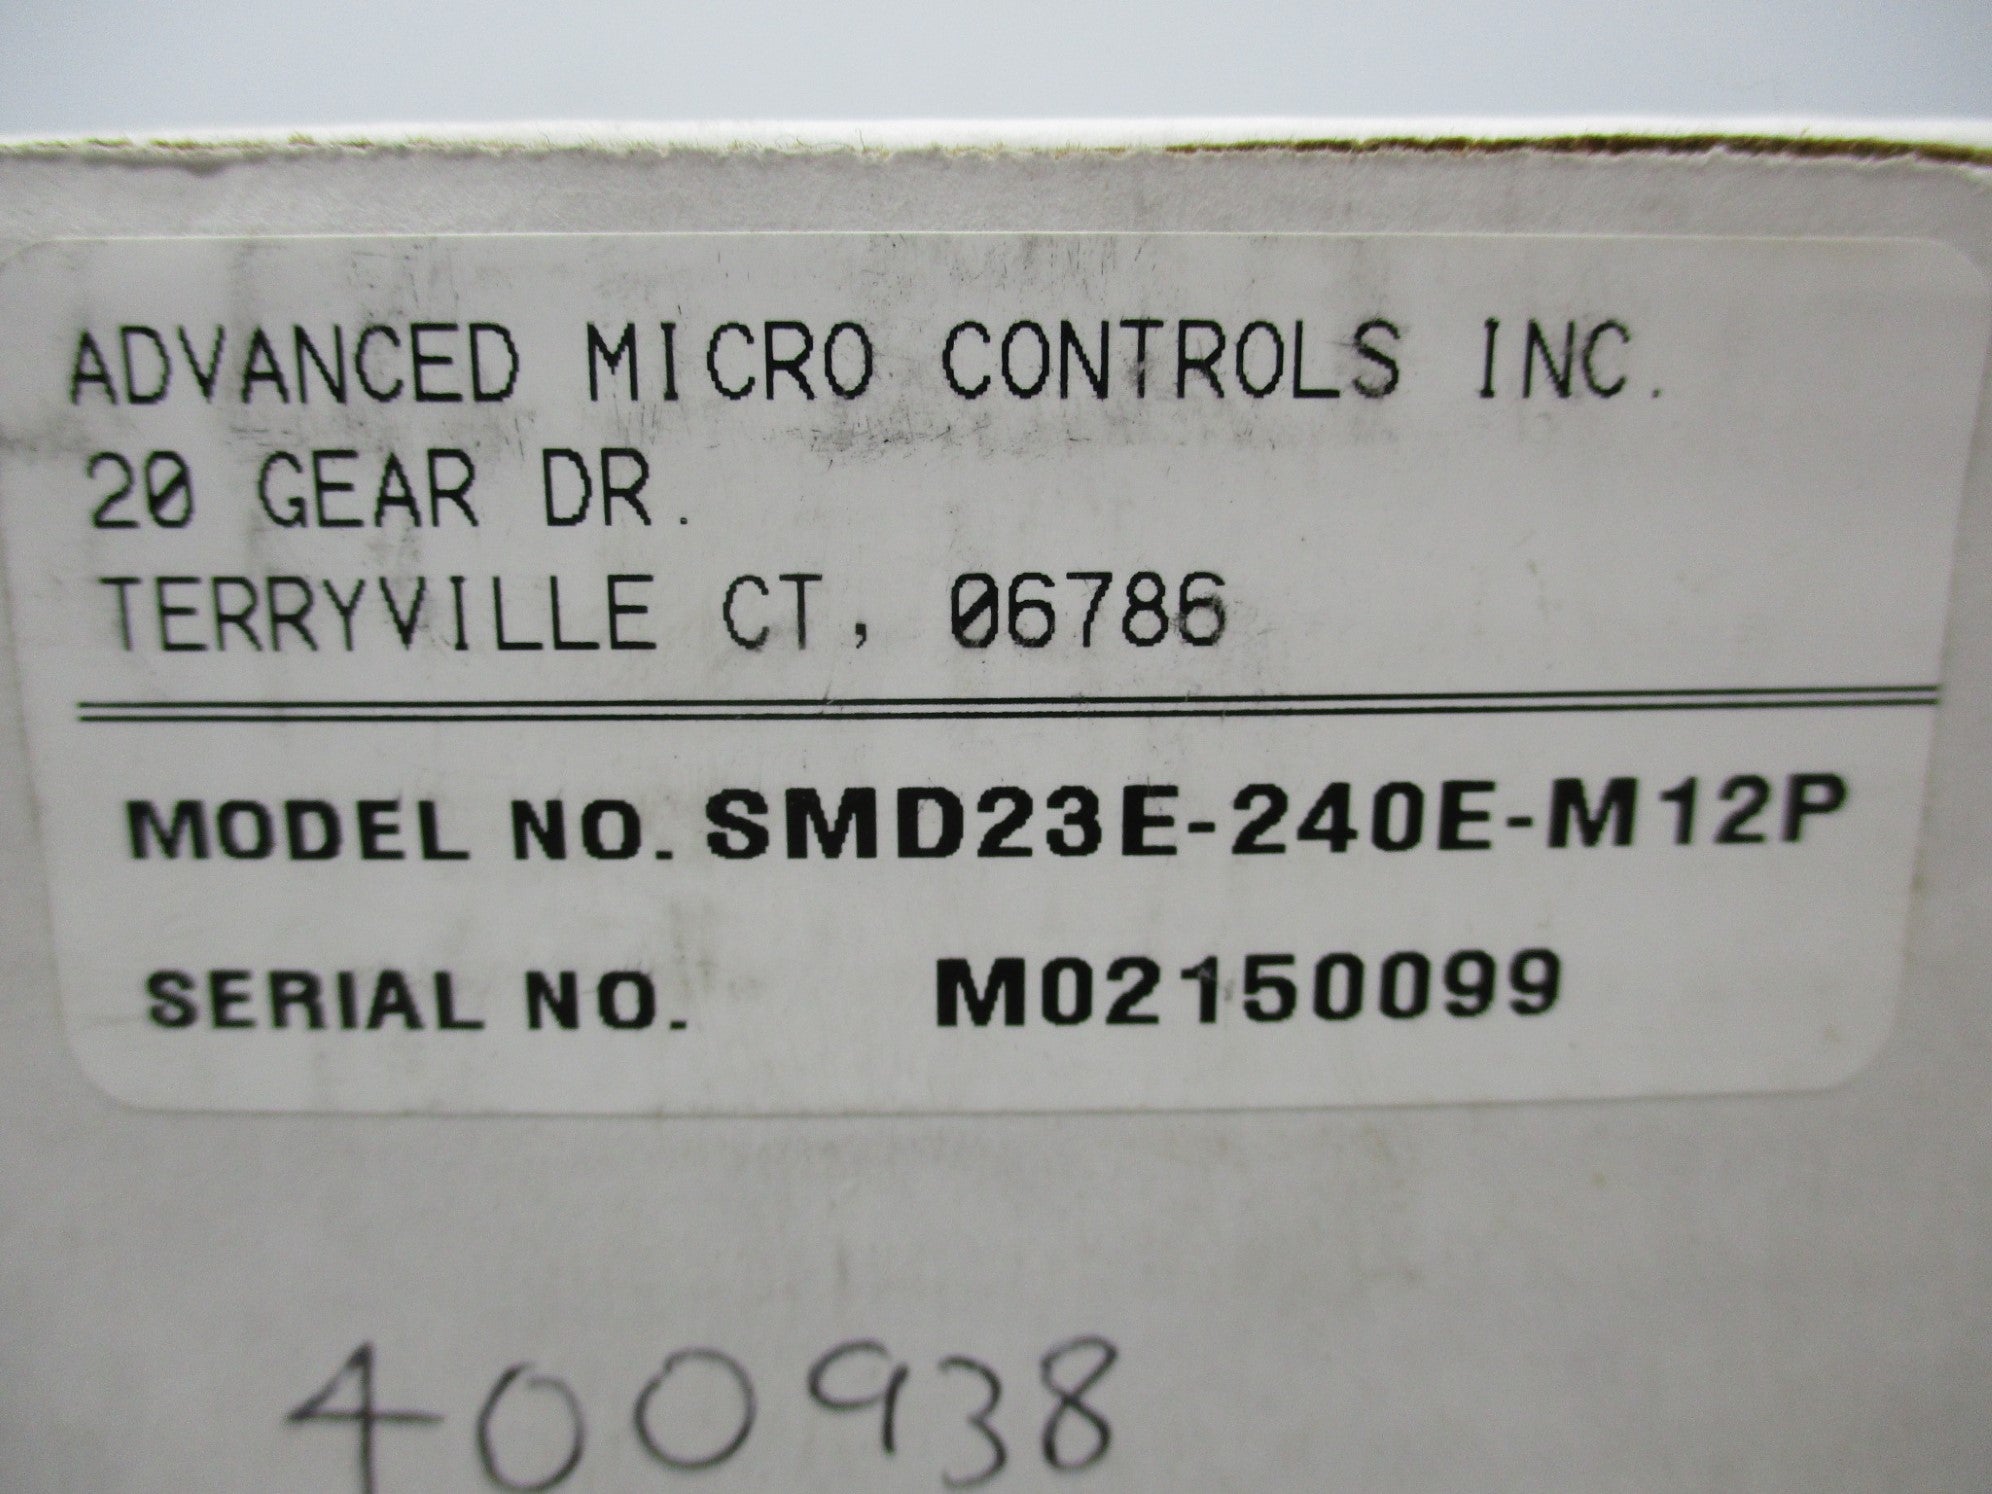 ADVANCED MICRO CONTROLS INC.
20 GEAR DR.
TERRYVILLE CT, 06786
MODEL NO. SMD23E-240E-M12P
SERIAL NO. M02150099
400938